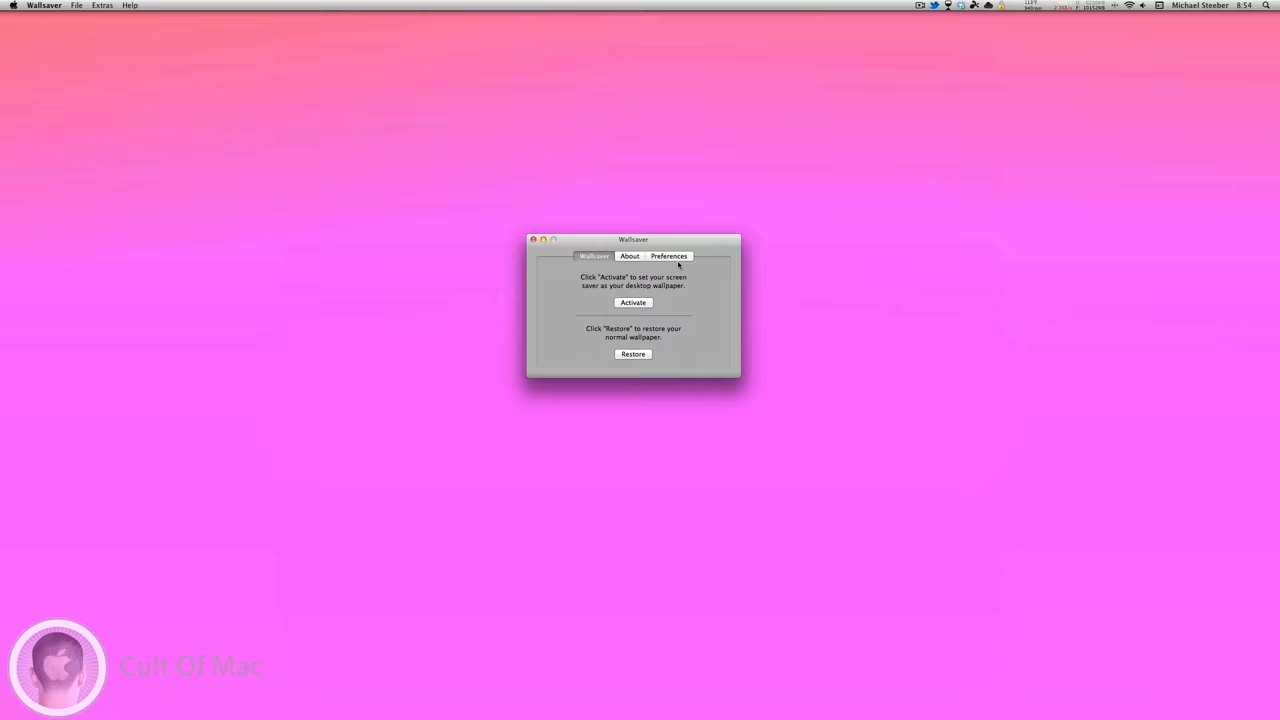 Wallsaver File Extras Help Michael Steeber 8:54
Wallsaver
Wallsaver About Preferences
Click "Activate" to set your screen
saver as your desktop wallpaper.
Activate
Click "Restore" to restore your
normal wallpaper.
Restore
Cult Of Mac